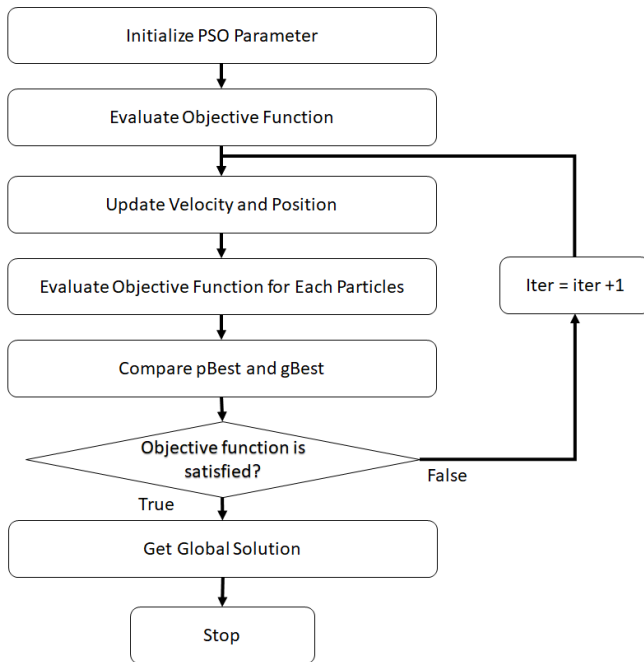 Initialize PSO Parameter
Evaluate Objective Function
Update Velocity and Position
Evaluate Objective Function for Each Particles
Iter = iter +1
Compare pBest and gBest
Objective function is
satisfied?
False
True
Get Global Solution
Stop